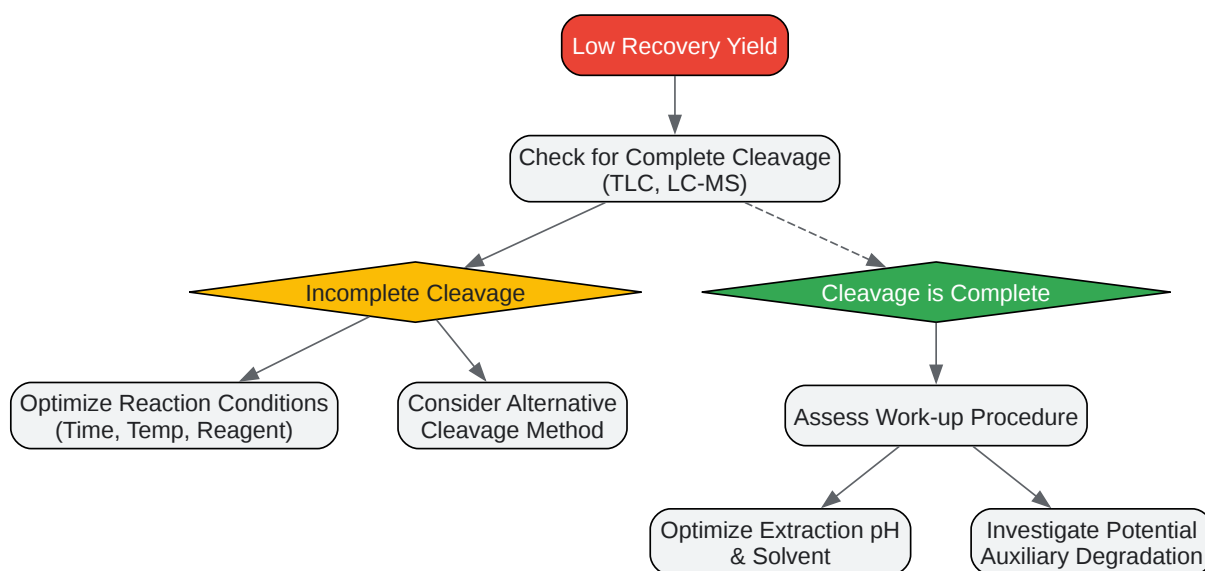 Low Recovery Yield
Check for Complete Cleavage
(TLC, LC-MS)
Incomplete Cleavage
Cleavage is Complete
Optimize Reaction Conditions
(Time, Temp, Reagent)
Consider Alternative
Cleavage Method
Assess Work-up Procedure
Optimize Extraction pH
& Solvent
Investigate Potential
Auxiliary Degradation